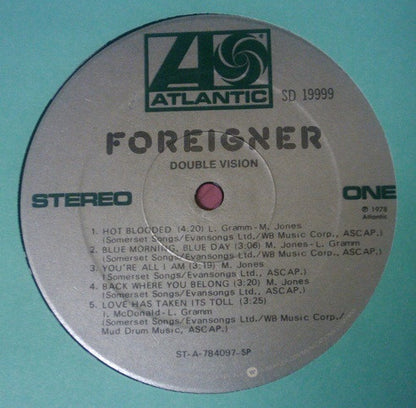 ATLANTIC
SD 19999
FOREIGNER
DOUBLE VISION
STEREO
ONE
℗ 1978
Atlantic
1. HOT BLOODED (4:20) L. Gramm-M. Jones
(Somerset Songs/Evansongs Ltd./WB Music Corp., ASCAP.)
2. BLUE MORNING, BLUE DAY (3:06) M. Jones-L. Gramm
(Somerset Songs/Evansongs Ltd./WB Music Corp., ASCAP.)
3. YOU'RE ALL I AM (3:19) M. Jones
(Somerset Songs/Evansongs Ltd., ASCAP.)
4. BACK WHERE YOU BELONG (3:20) M. Jones
(Somerset Songs/Evansongs Ltd., ASCAP.)
5. LOVE HAS TAKEN ITS TOLL (3:25)
I. McDonald-L. Gramm
(Somerset Songs/Evansongs Ltd./WB Music Corp./
Mud Drum Music, ASCAP.)
ST-A-784097-SP